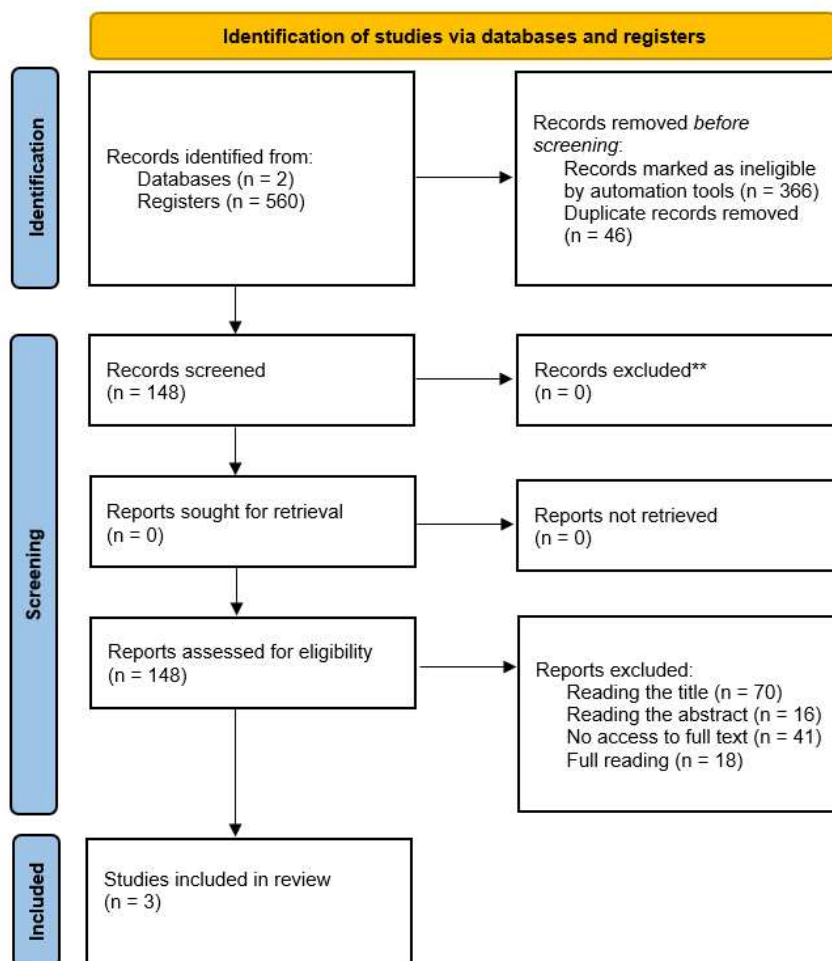 Identification of studies via databases and registers
Identification
Records identified from:
Databases (n = 2)
Registers (n = 560)
Records removed before
screening:
Records marked as ineligible
by automation tools (n = 366)
Duplicate records removed
(n = 46)
Screening
Records screened
(n = 148)
Records excluded**
(n = 0)
Reports sought for retrieval
(n = 0)
Reports not retrieved
(n = 0)
Reports assessed for eligibility
(n = 148)
Reports excluded:
Reading the title (n = 70)
Reading the abstract (n = 16)
No access to full text (n = 41)
Full reading (n = 18)
Included
Studies included in review
(n = 3)